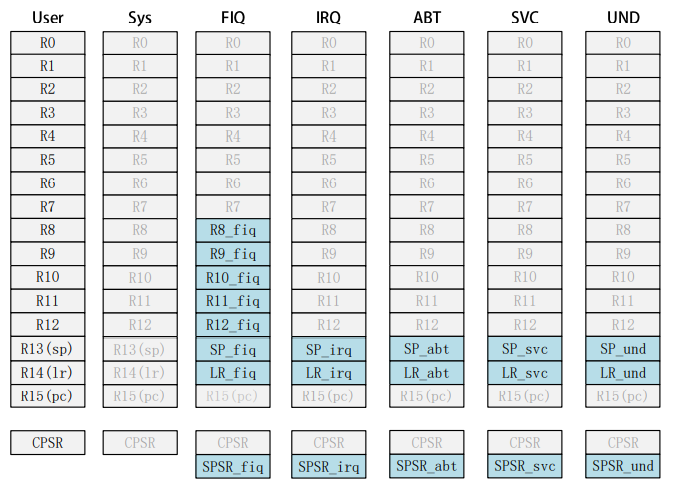 User Sys FIQ IRQ ABT SVC UND
R0 R0 R0 R0 R0 R0 R0
R1 R1 R1 R1 R1 R1 R1
R2 R2 R2 R2 R2 R2 R2
R3 R3 R3 R3 R3 R3 R3
R4 R4 R4 R4 R4 R4 R4
R5 R5 R5 R5 R5 R5 R5
R6 R6 R6 R6 R6 R6 R6
R7 R7 R7 R7 R7 R7 R7
R8 R8 R8_fiq R8 R8 R8 R8
R9 R9 R9_fiq R9 R9 R9 R9
R10 R10 R10_fiq R10 R10 R10 R10
R11 R11 R11_fiq R11 R11 R11 R11
R12 R12 R12_fiq R12 R12 R12 R12
R13(sp) R13(sp) SP_fiq SP_irq SP_abt SP_svc SP_und
R14(lr) R14(lr) LR_fiq LR_irq LR_abt LR_svc LR_und
R15(pc) R15(pc) R15(pc) R15(pc) R15(pc) R15(pc) R15(pc)
CPSR CPSR CPSR CPSR CPSR CPSR CPSR
SPSR_fiq SPSR_irq SPSR_abt SPSR_svc SPSR_und